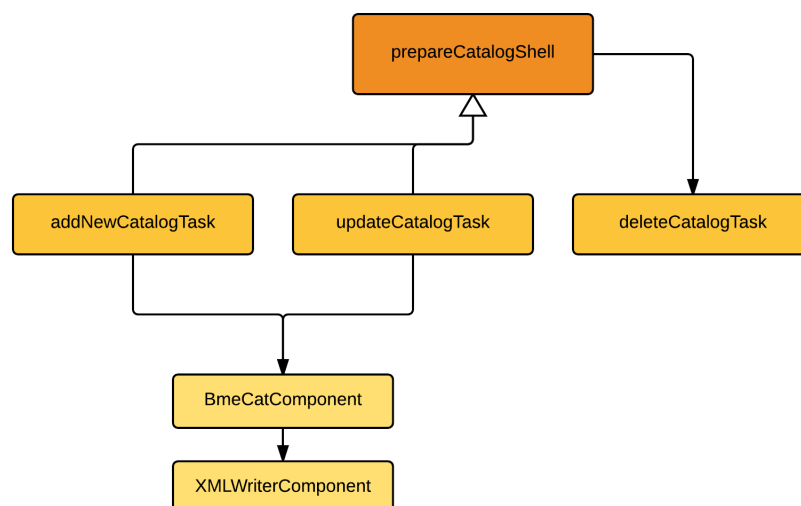 prepareCatalogShell
addNewCatalogTask
updateCatalogTask
deleteCatalogTask
BmeCatComponent
XMLWriterComponent